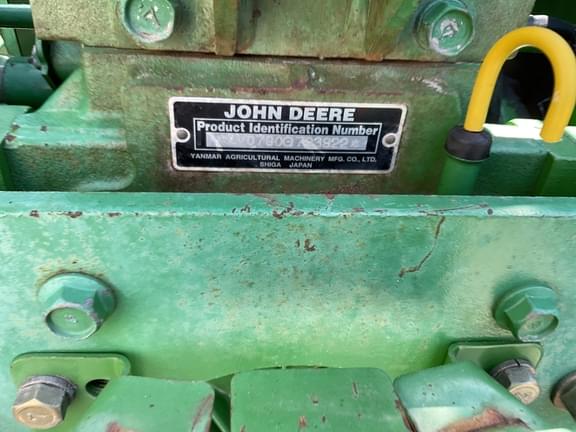 JOHN DEERE
Product Identification Number
YANMAR AGRICULTURAL MACHINERY MFG. CO., LTD.
SHIGA JAPAN